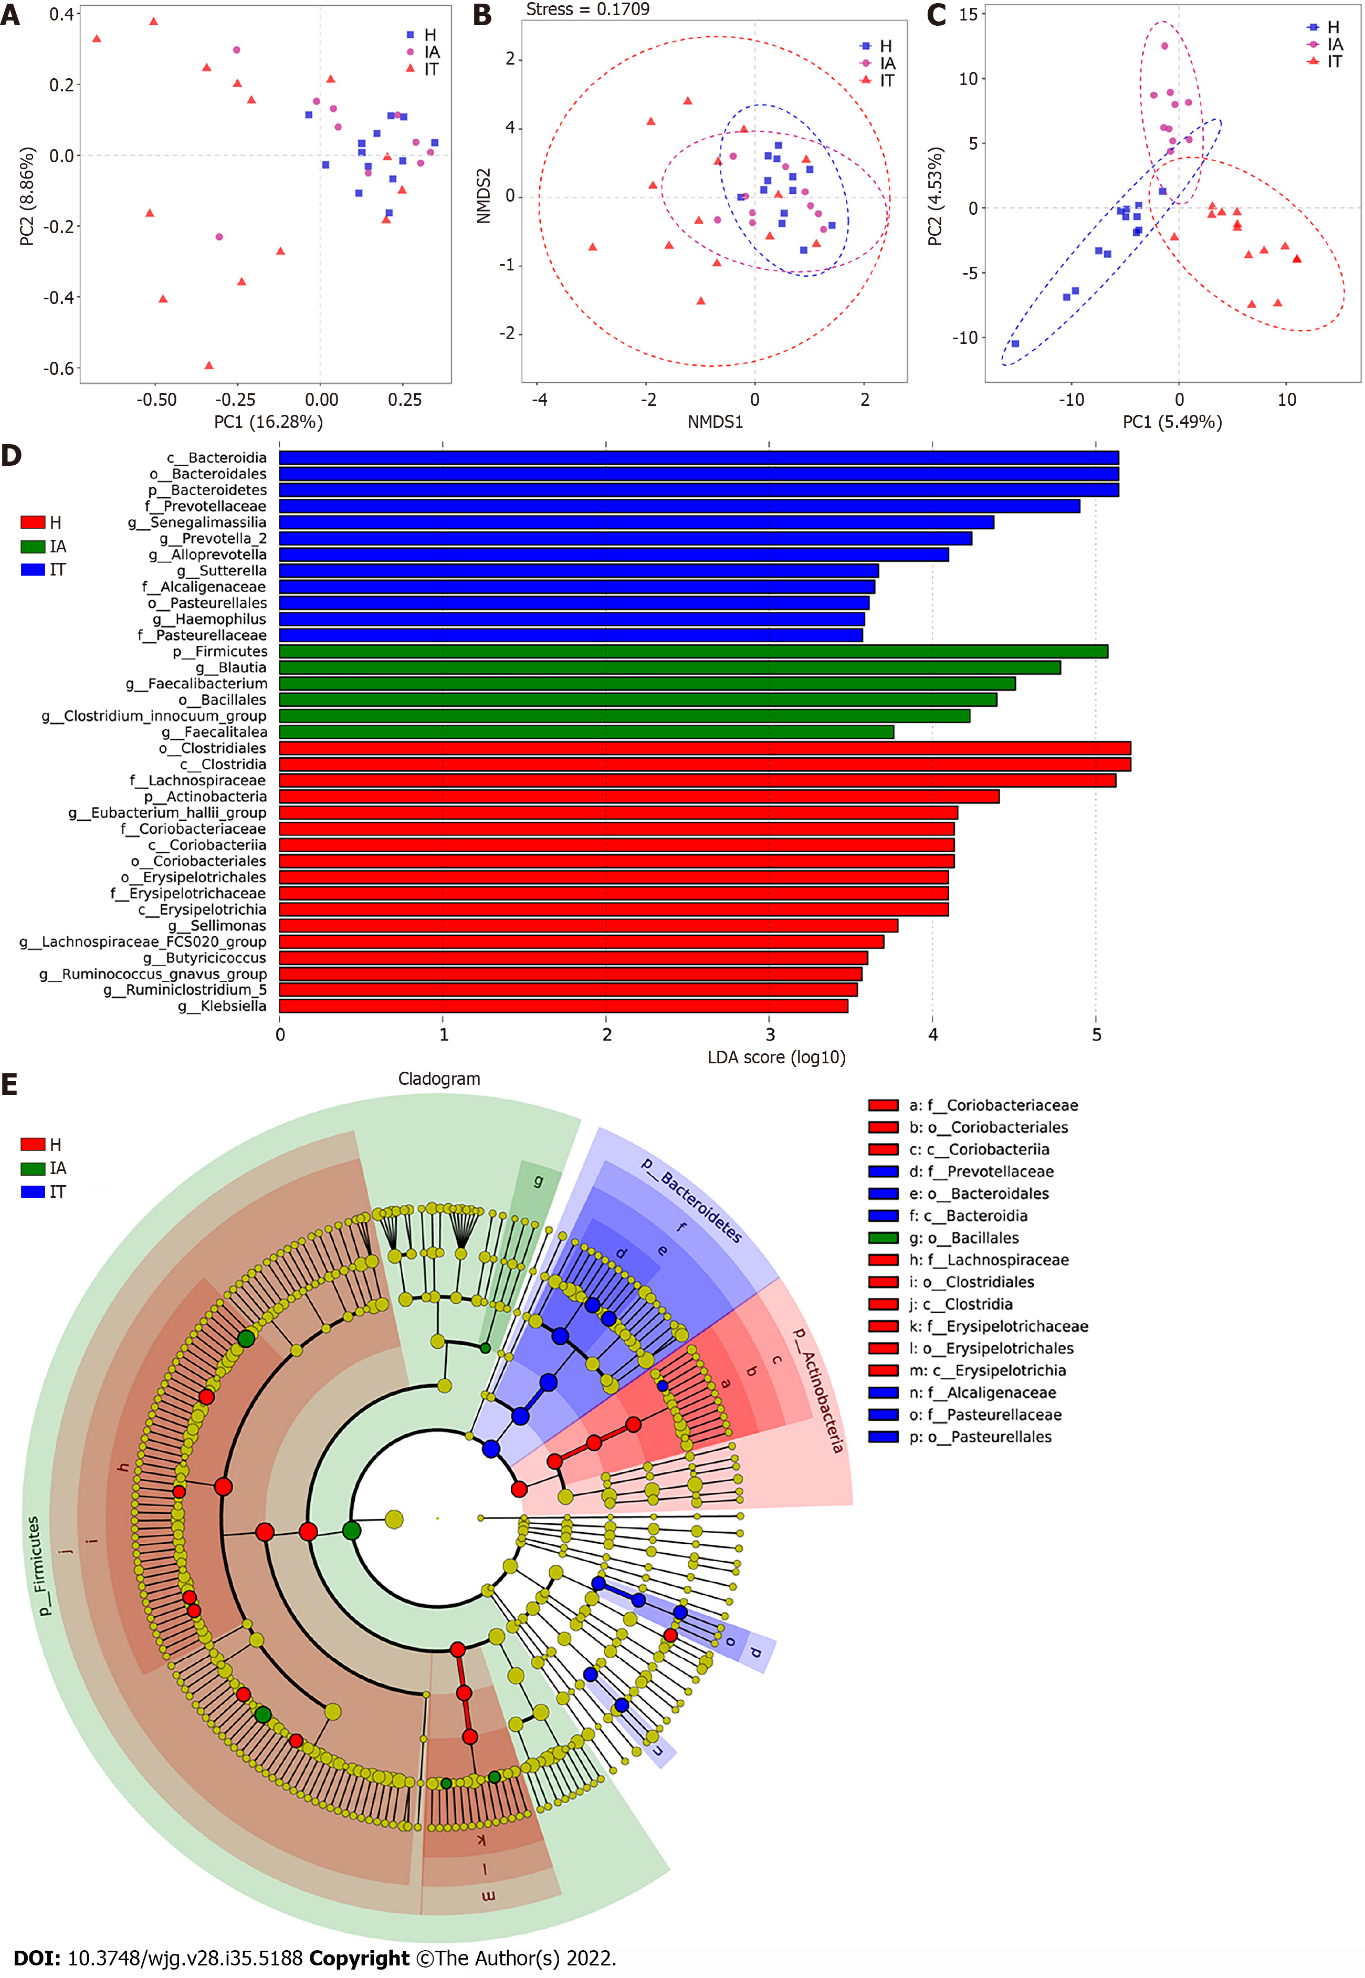 A
0.4
0.2
0.0
-0.2
-0.4
-0.6
PC2 (8.86%)
-0.50
-0.25
0.00
0.25
PC1 (16.28%)
H
IA
IT
B
Stress = 0.1709
2
4
0
-1
-2
NMDS2
-4
-2
0
2
NMDS1
H
IA
IT
C
15
10
5
0
-5
-10
PC2 (4.53%)
-10
0
10
PC1 (5.49%)
H
IA
IT
D
H
IA
IT
c__Bacteroidia
o__Bacteroidales
p__Bacteroidetes
f__Prevotellaceae
g__Senegalimassilia
g__Prevotella_2
g__Alloprevotella
g__Sutterella
f__Alcaligenaceae
o__Pasteurellales
g__Haemophilus
f__Pasteurellaceae
p__Firmicutes
g__Blautia
g__Faecalibacterium
o__Bacillales
g__Clostridium_innocuum_group
g__Faecalitalea
o__Clostridiales
c__Clostridia
f__Lachnospiraceae
p__Actinobacteria
g__Eubacterium_hallii_group
f__Coriobacteriaceae
c__Coriobacteriia
o__Coriobacteriales
o__Erysipelotrichales
f__Erysipelotrichaceae
c__Erysipelotrichia
g__Sellimonas
g__Lachnospiraceae_FCS020_group
g__Butyricicoccus
g__Ruminococcus_gnavus_group
g__Ruminiclostridium_5
g__Klebsiella
0 1 2 3 4 5
LDA score (log10)
E
Cladogram
H
IA
IT
p__Firmicutes
j
i
h
g
p__Bacteroidetes
f
e
d
p__Actinobacteria
c
b
a
o
p
n
k
l
m
a: f__Coriobacteriaceae
b: o__Coriobacteriales
c: c__Coriobacteriia
d: f__Prevotellaceae
e: o__Bacteroidales
f: c__Bacteroidia
g: o__Bacillales
h: f__Lachnospiraceae
i: o__Clostridiales
j: c__Clostridia
k: f__Erysipelotrichaceae
l: o__Erysipelotrichales
m: c__Erysipelotrichia
n: f__Alcaligenaceae
o: f__Pasteurellaceae
p: o__Pasteurellales
DOI: 10.3748/wjg.v28.i35.5188 Copyright ©The Author(s) 2022.